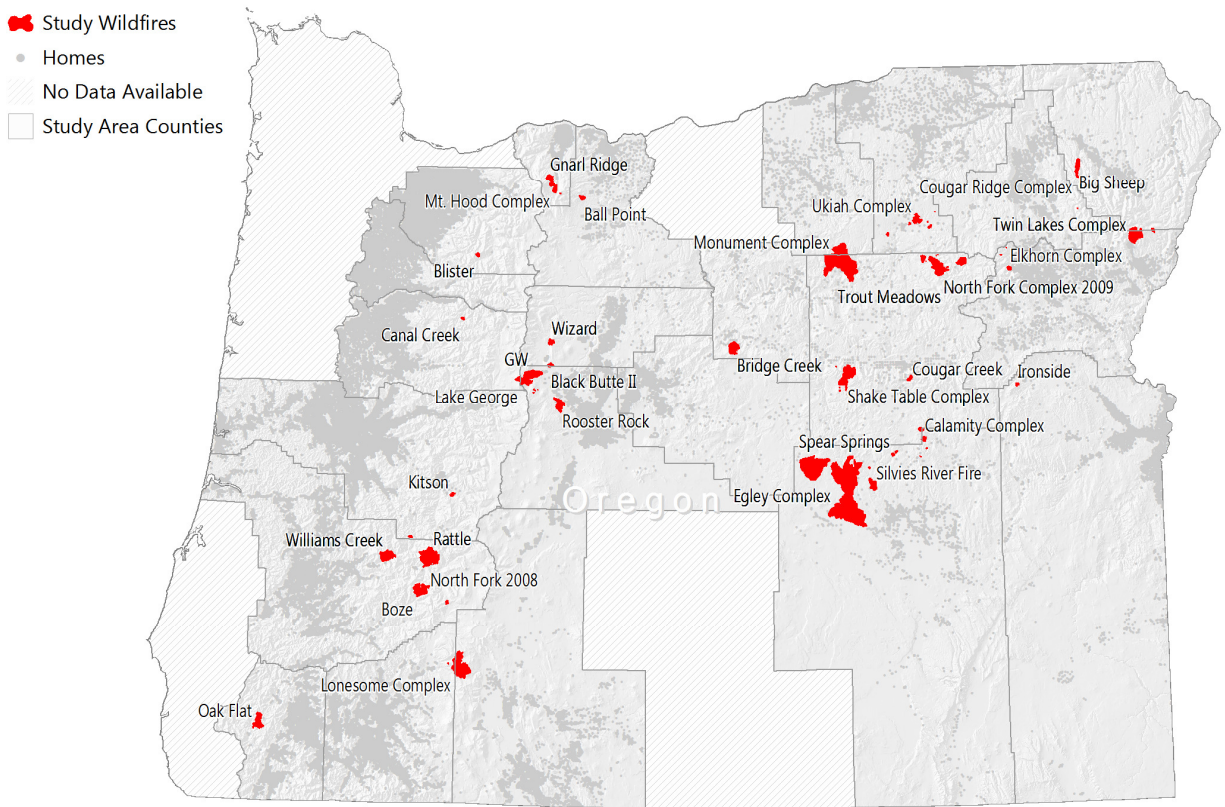 Study Wildfires
Homes
No Data Available
Study Area Counties
Gnarl Ridge
Mt. Hood Complex
Ball Point
Cougar Ridge Complex
Big Sheep
Ukiah Complex
Twin Lakes Complex
Monument Complex
Elkhorn Complex
Blister
Trout Meadows
North Fork Complex 2009
Canal Creek
Wizard
GW
Bridge Creek
Cougar Creek
Ironside
Black Butte II
Lake George
Shake Table Complex
Rooster Rock
Calamity Complex
Spear Springs
Silvies River Fire
Kitson
Egley Complex
Oregon
Williams Creek
Rattle
North Fork 2008
Boze
Lonesome Complex
Oak Flat